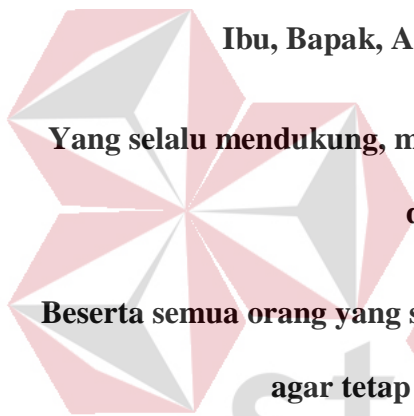 Ibu, Bapak, A
Yang selalu mendukung, m
Beserta semua orang yang s
agar tetap